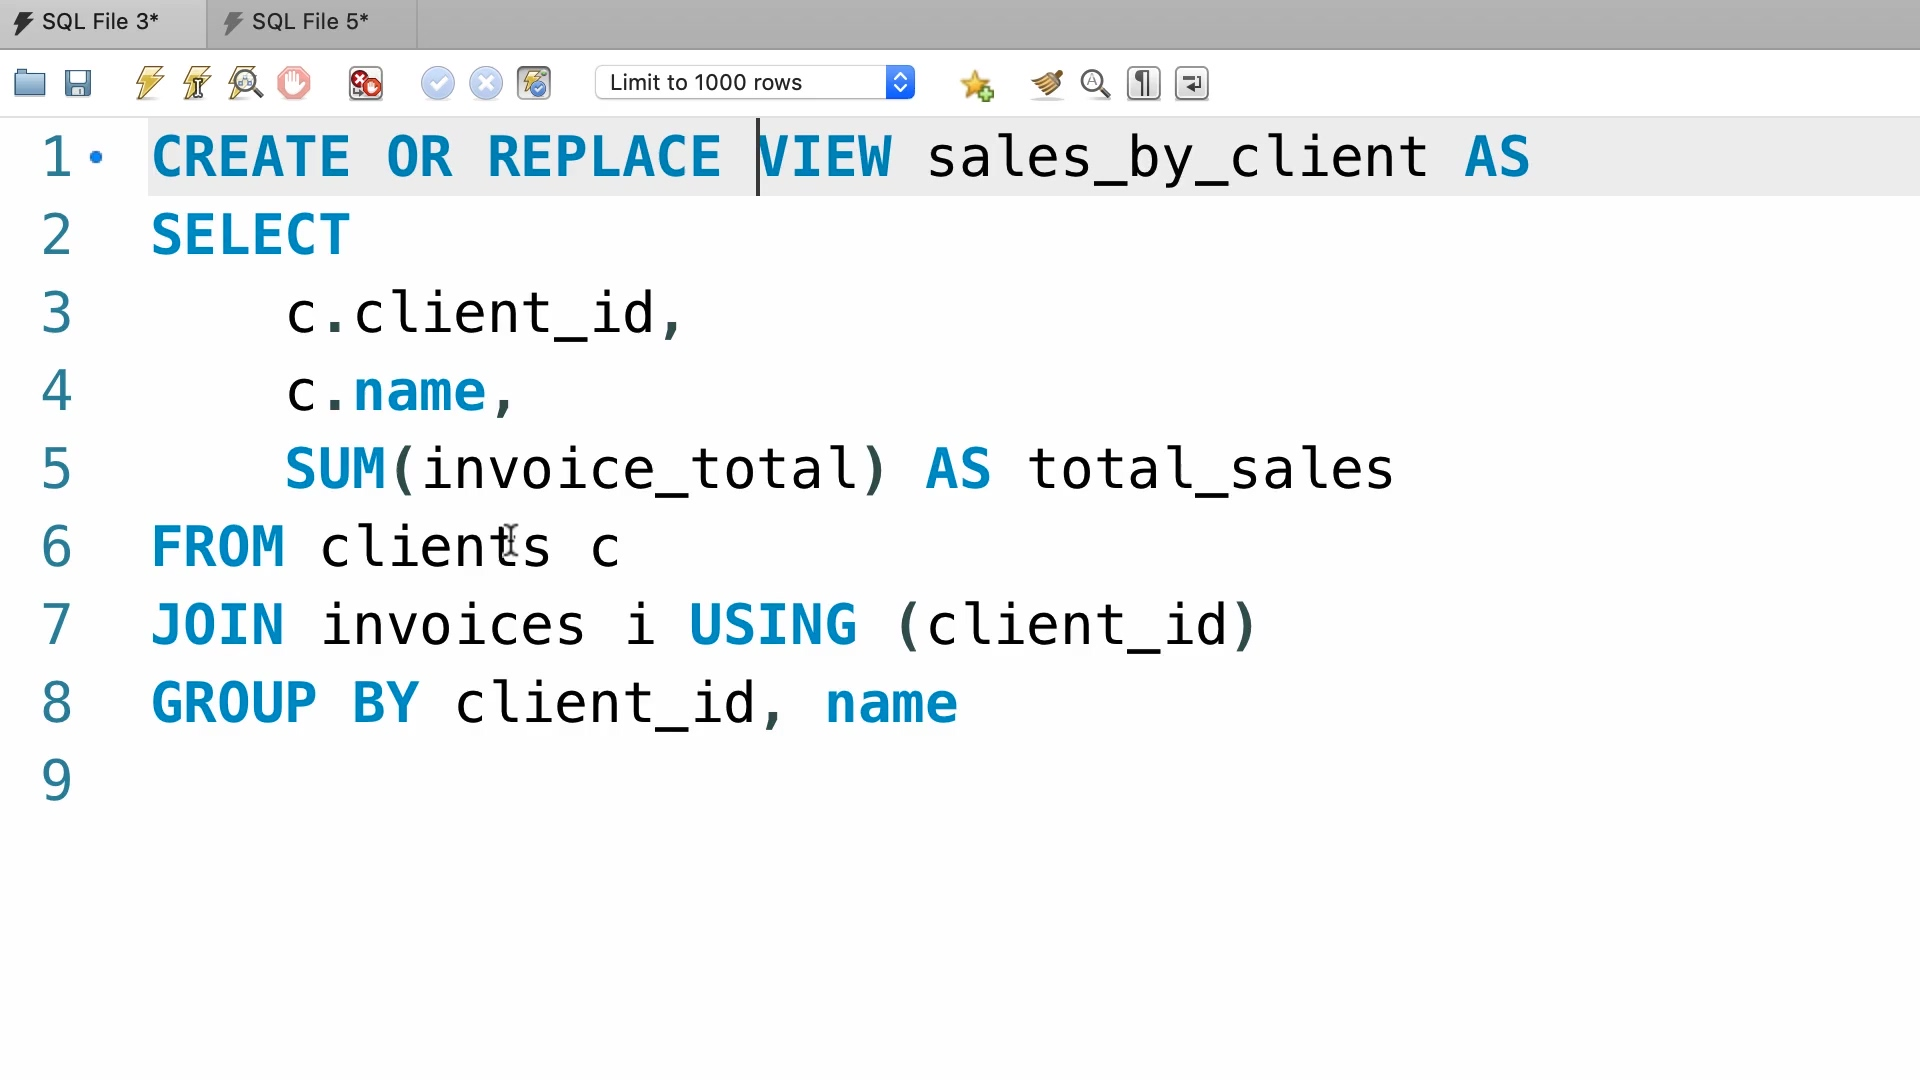 SQL File 3* SQL File 5*
Limit to 1000 rows
1 CREATE OR REPLACE VIEW sales_by_client AS
2 SELECT
3 c.client_id,
4 c.name,
5 SUM(invoice_total) AS total_sales
6 FROM clients c
7 JOIN invoices i USING (client_id)
8 GROUP BY client_id, name
9